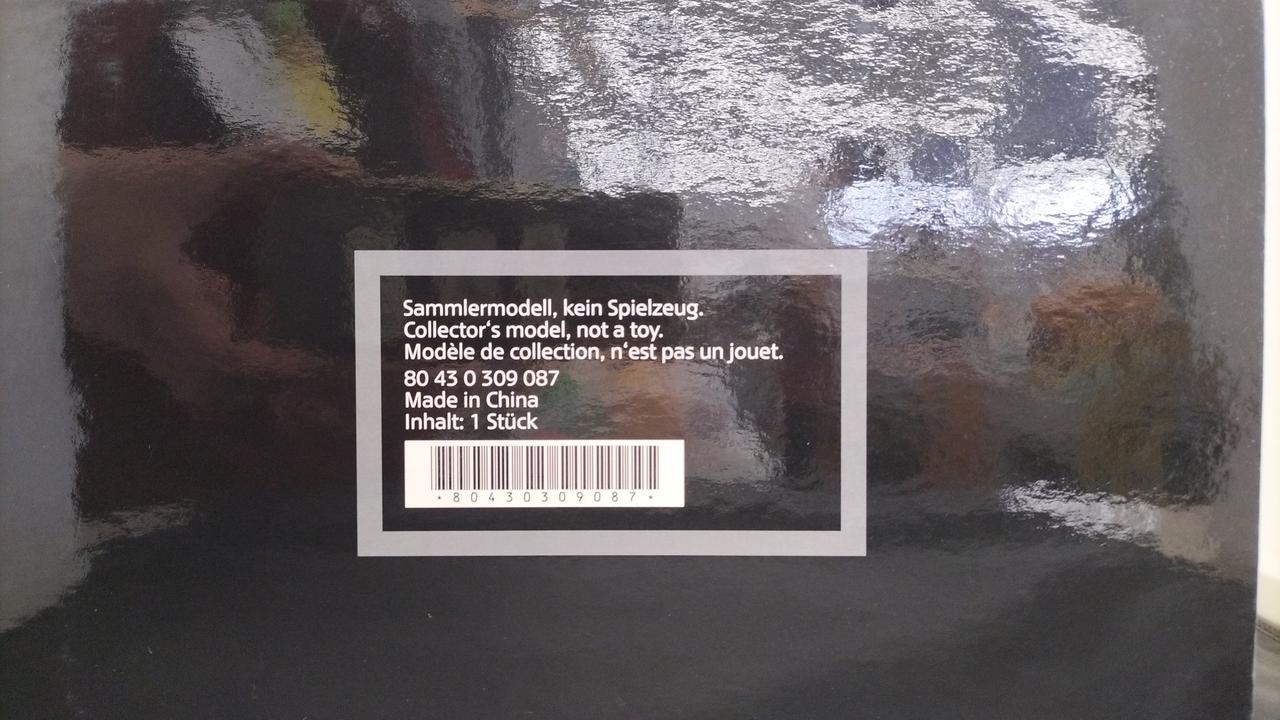 Sammlermodell, kein Spielzeug.
Collector‘s model, not a toy.
Modèle de collection, n‘est pas un jouet.
80 43 0 309 087
Made in China
Inhalt: 1 Stück
*80430309087*